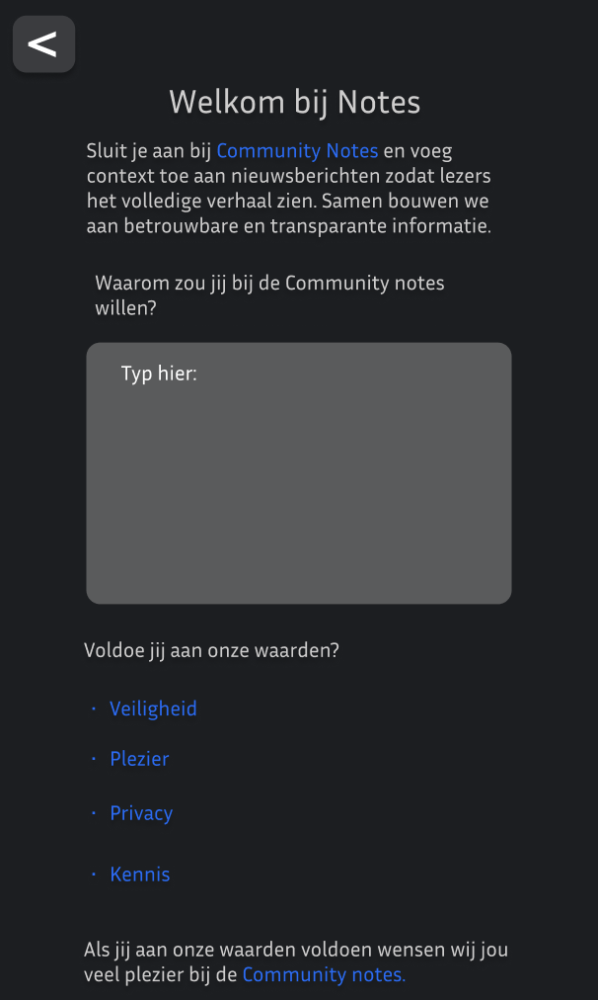 <
Welkom bij Notes
Sluit je aan bij Community Notes en voeg
context toe aan nieuwsberichten zodat lezers
het volledige verhaal zien. Samen bouwen we
aan betrouwbare en transparante informatie.
Waarom zou jij bij de Community notes
willen?
Typ hier:
Voldoe jij aan onze waarden?
· Veiligheid
· Plezier
· Privacy
· Kennis
Als jij aan onze waarden voldoen wensen wij jou
veel plezier bij de Community notes.